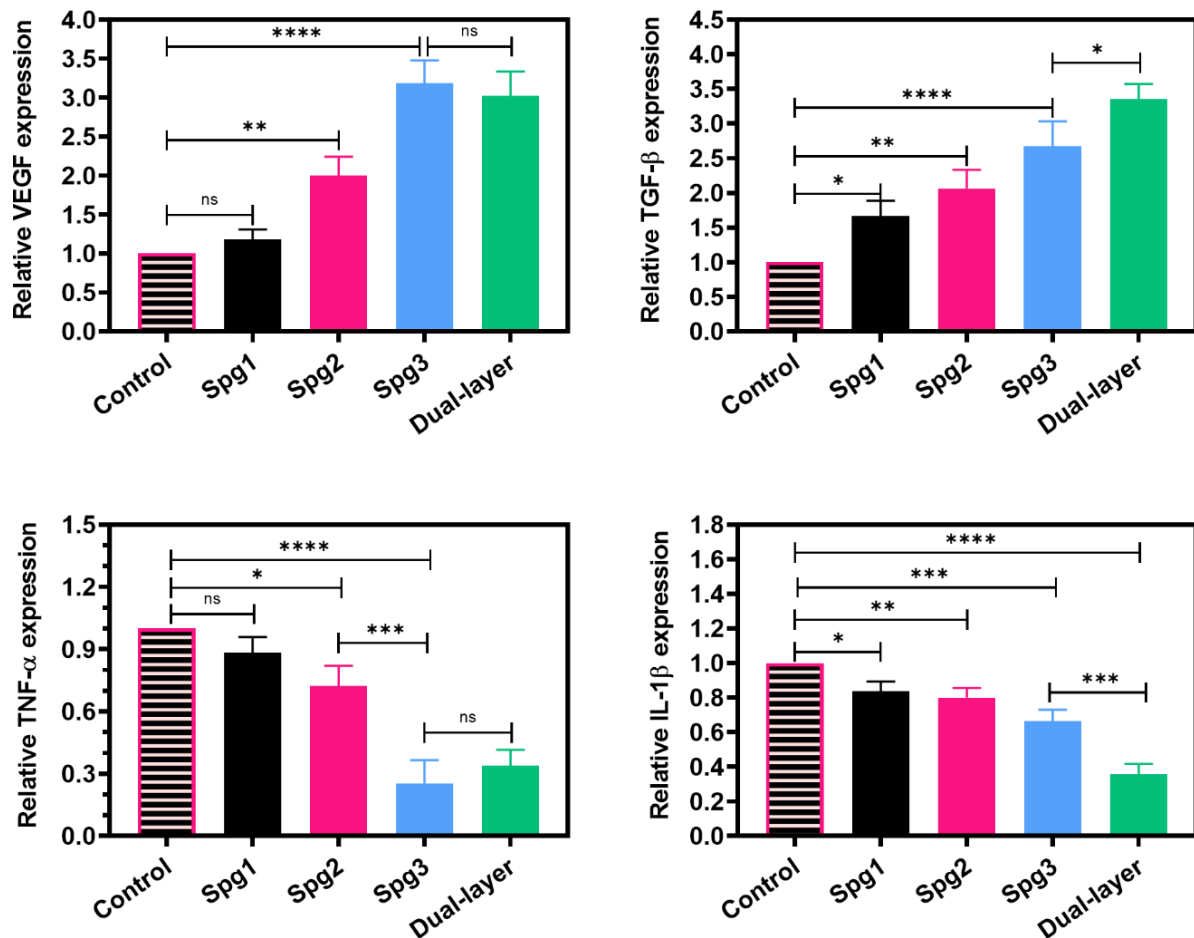 Relative VEGF expression
4.0
3.5
3.0
2.5
2.0
1.5
1.0
0.5
0.0
****
ns
**
ns
Control
Spg1
Spg2
Spg3
Dual-layer
Relative TGF-β expression
4.5
4.0
3.5
3.0
2.5
2.0
1.5
1.0
0.5
0.0
*
****
**
*
Control
Spg1
Spg2
Spg3
Dual-layer
Relative TNF-α expression
1.5
1.2
0.9
0.6
0.3
0.0
****
*
ns
***
ns
Control
Spg1
Spg2
Spg3
Dual-layer
Relative IL-1β expression
1.8
1.6
1.4
1.2
1.0
0.8
0.6
0.4
0.2
0.0
****
***
**
*
***
Control
Spg1
Spg2
Spg3
Dual-layer